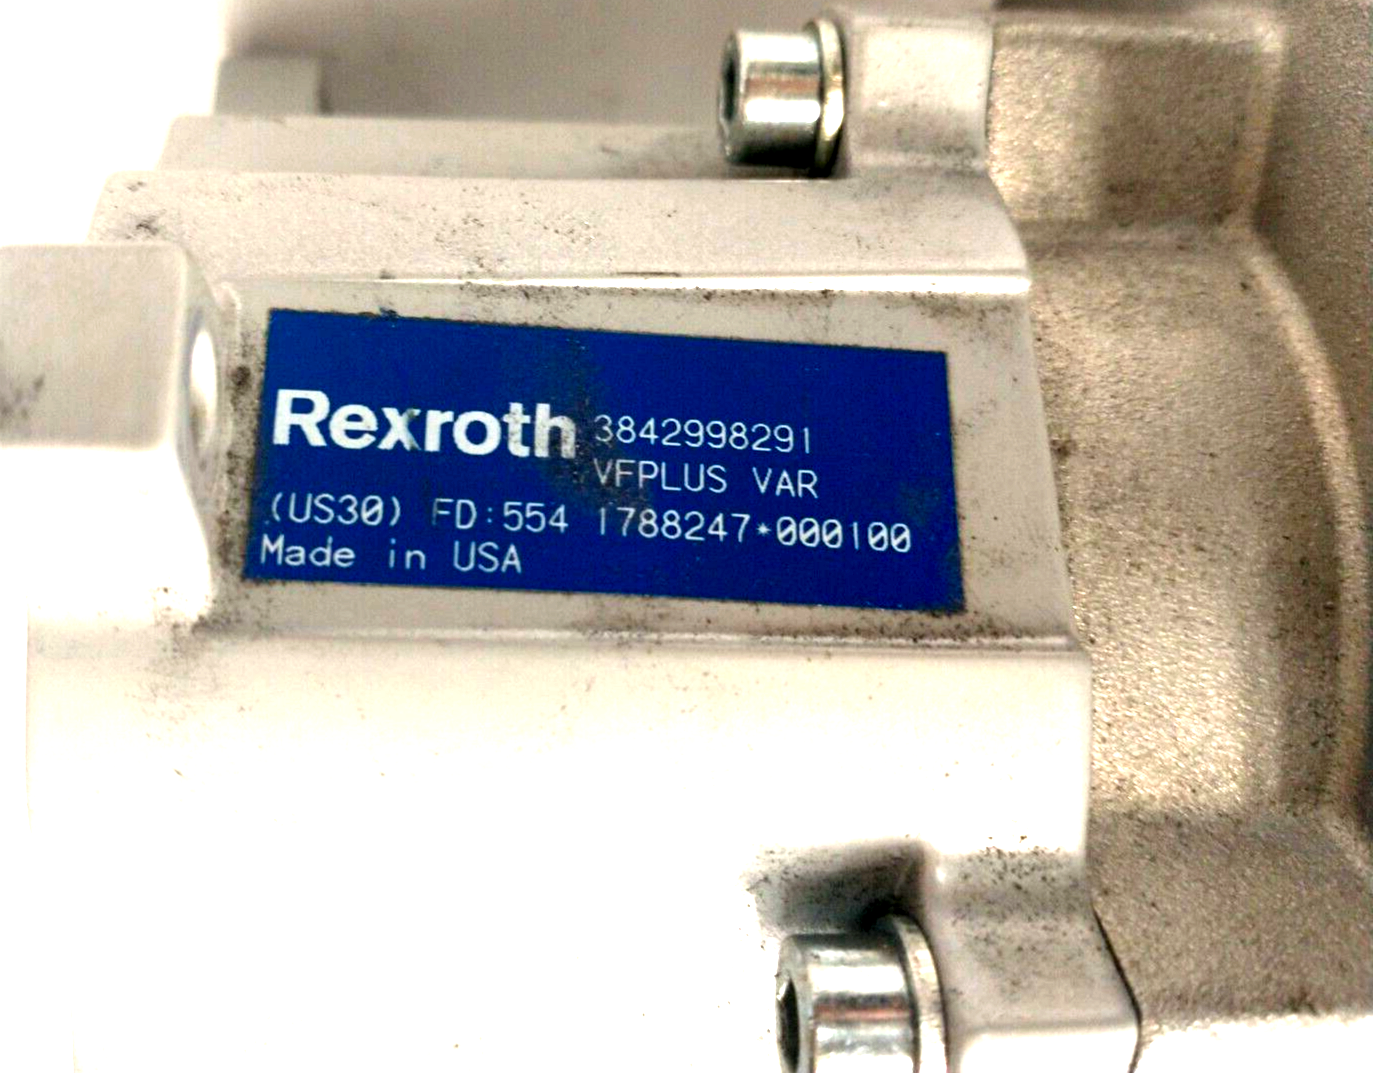 Rexroth 3842998291
VFPLUS VAR
(US30) FD:554 1788247*000100
Made in USA